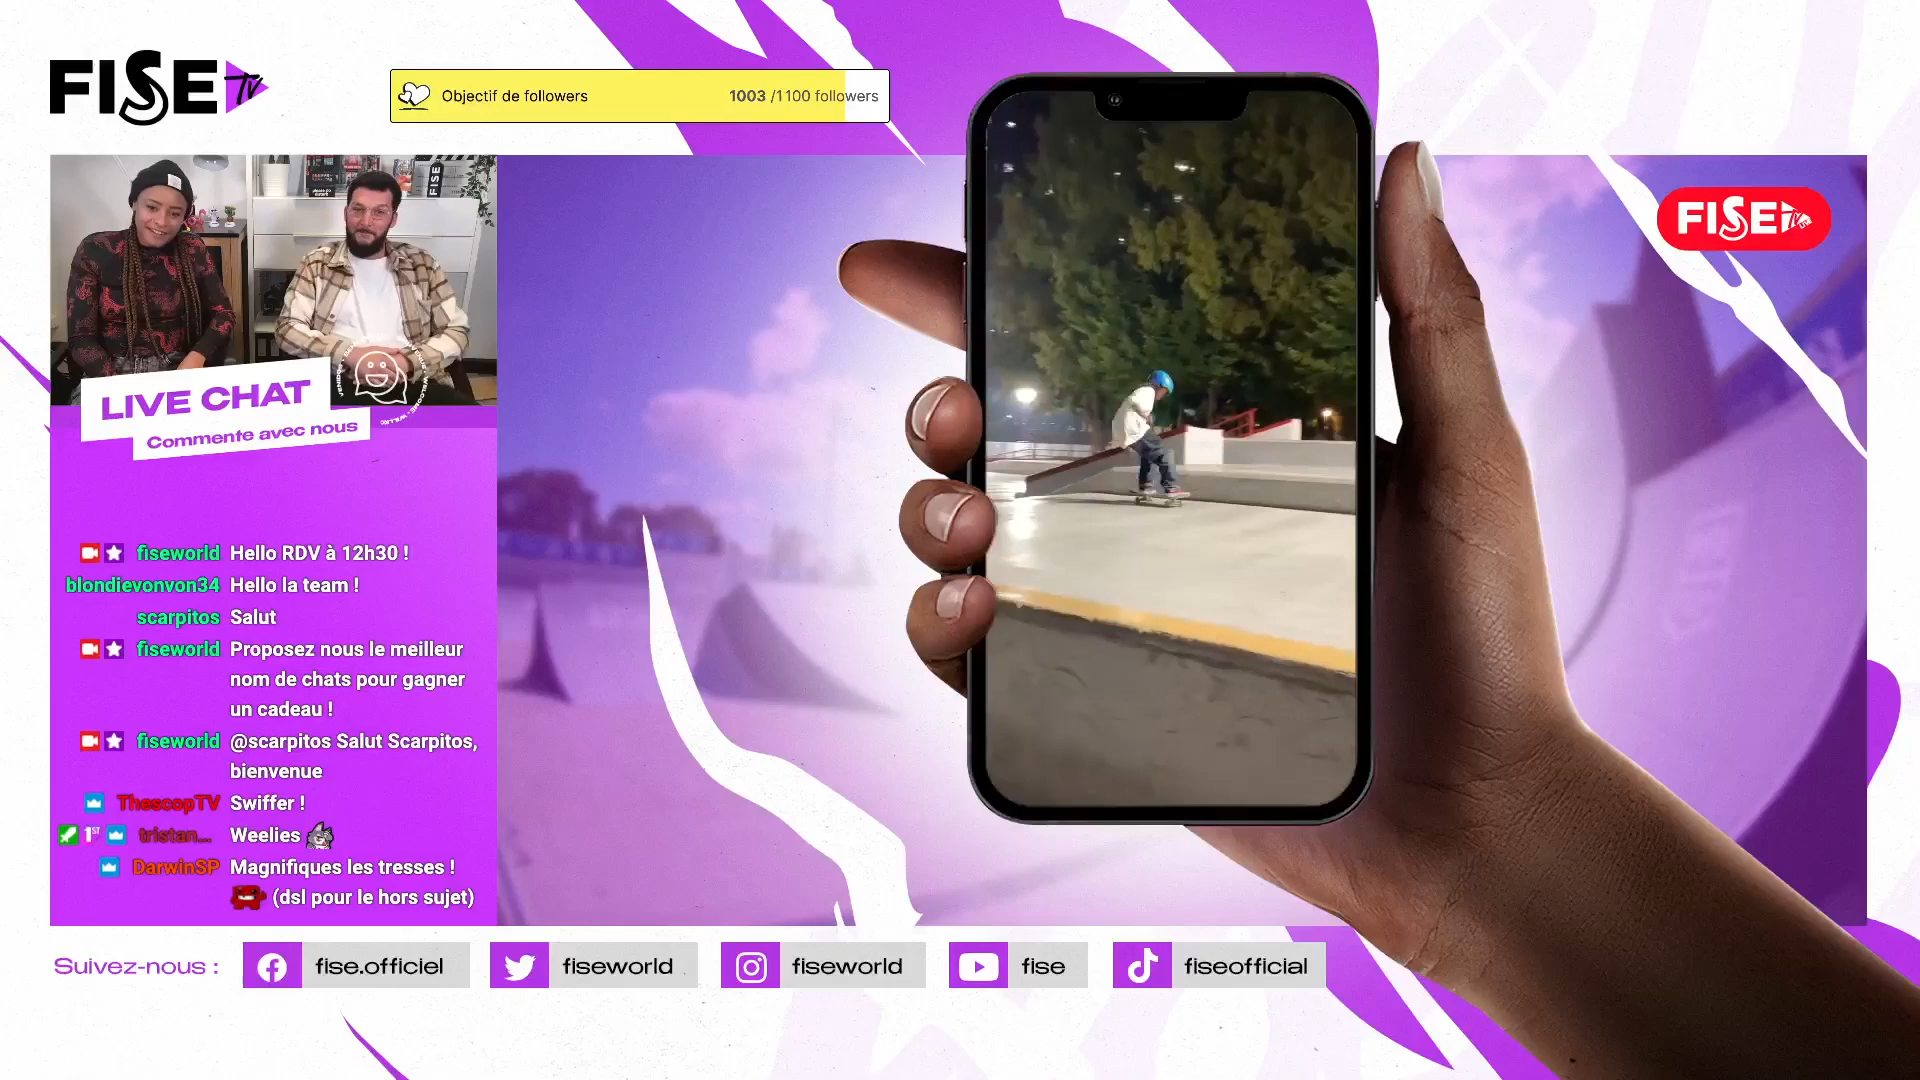 FISE TV
Objectif de followers 1003 /1100 followers
FISE
FISE TV
LIVE CHAT
Commente avec nous
fiseworld Hello RDV à 12h30 !
blondievonvon34 Hello la team !
scarpitos Salut
fiseworld Proposez nous le meilleur
nom de chats pour gagner
un cadeau !
fiseworld @scarpitos Salut Scarpitos,
bienvenue
ThescopTV Swiffer !
1ST tristan... Weelies
DarwinSP Magnifiques les tresses !
(dsl pour le hors sujet)
Suivez-nous : fise.officiel fiseworld fiseworld fise fiseofficial